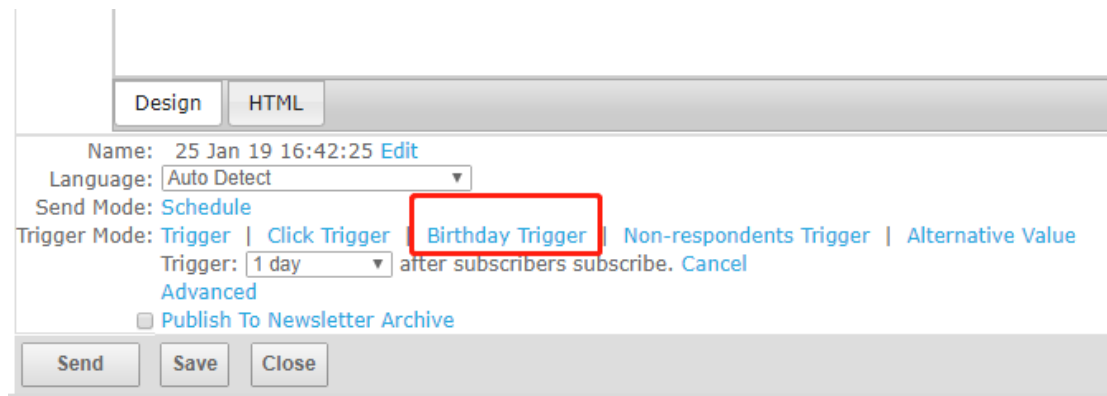 Design HTML
Name: 25 Jan 19 16:42:25 Edit
Language: Auto Detect
Send Mode: Schedule
Trigger Mode: Trigger | Click Trigger | Birthday Trigger | Non-respondents Trigger | Alternative Value
Trigger: 1 day after subscribers subscribe. Cancel
Advanced
Publish To Newsletter Archive
Send Save Close